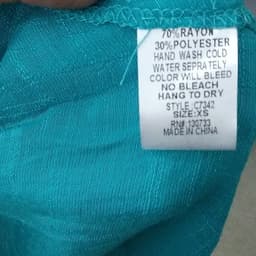 70%RAYON
30%POLYESTER
HAND WASH COLD
WATER SEPRATELY
COLOR WILL BLEED
NO BLEACH
HANG TO DRY
STYLE: C7342
SIZE:XS
RN#:130733
MADE IN CHINA